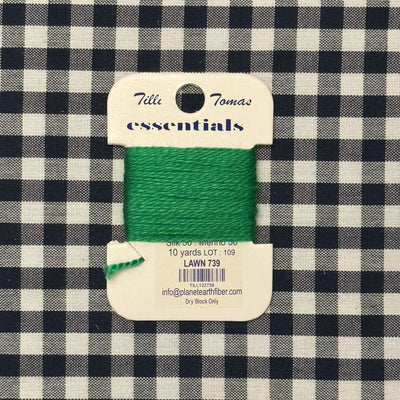 Tilli Tomas
essentials
Silk 50 : Merino 50
10 yards LOT : 109
LAWN 739
TILL122739
info@planetearthfiber.com
Dry Block Only